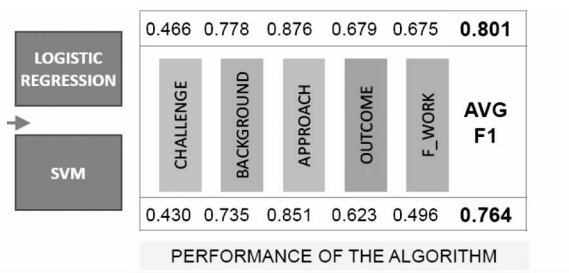 0.466 0.778 0.876 0.679 0.675 0.801
LOGISTIC
REGRESSION
CHALLENGE
BACKGROUND
APPROACH
OUTCOME
F_WORK
AVG
F1
SVM
0.430 0.735 0.851 0.623 0.496 0.764
PERFORMANCE OF THE ALGORITHM